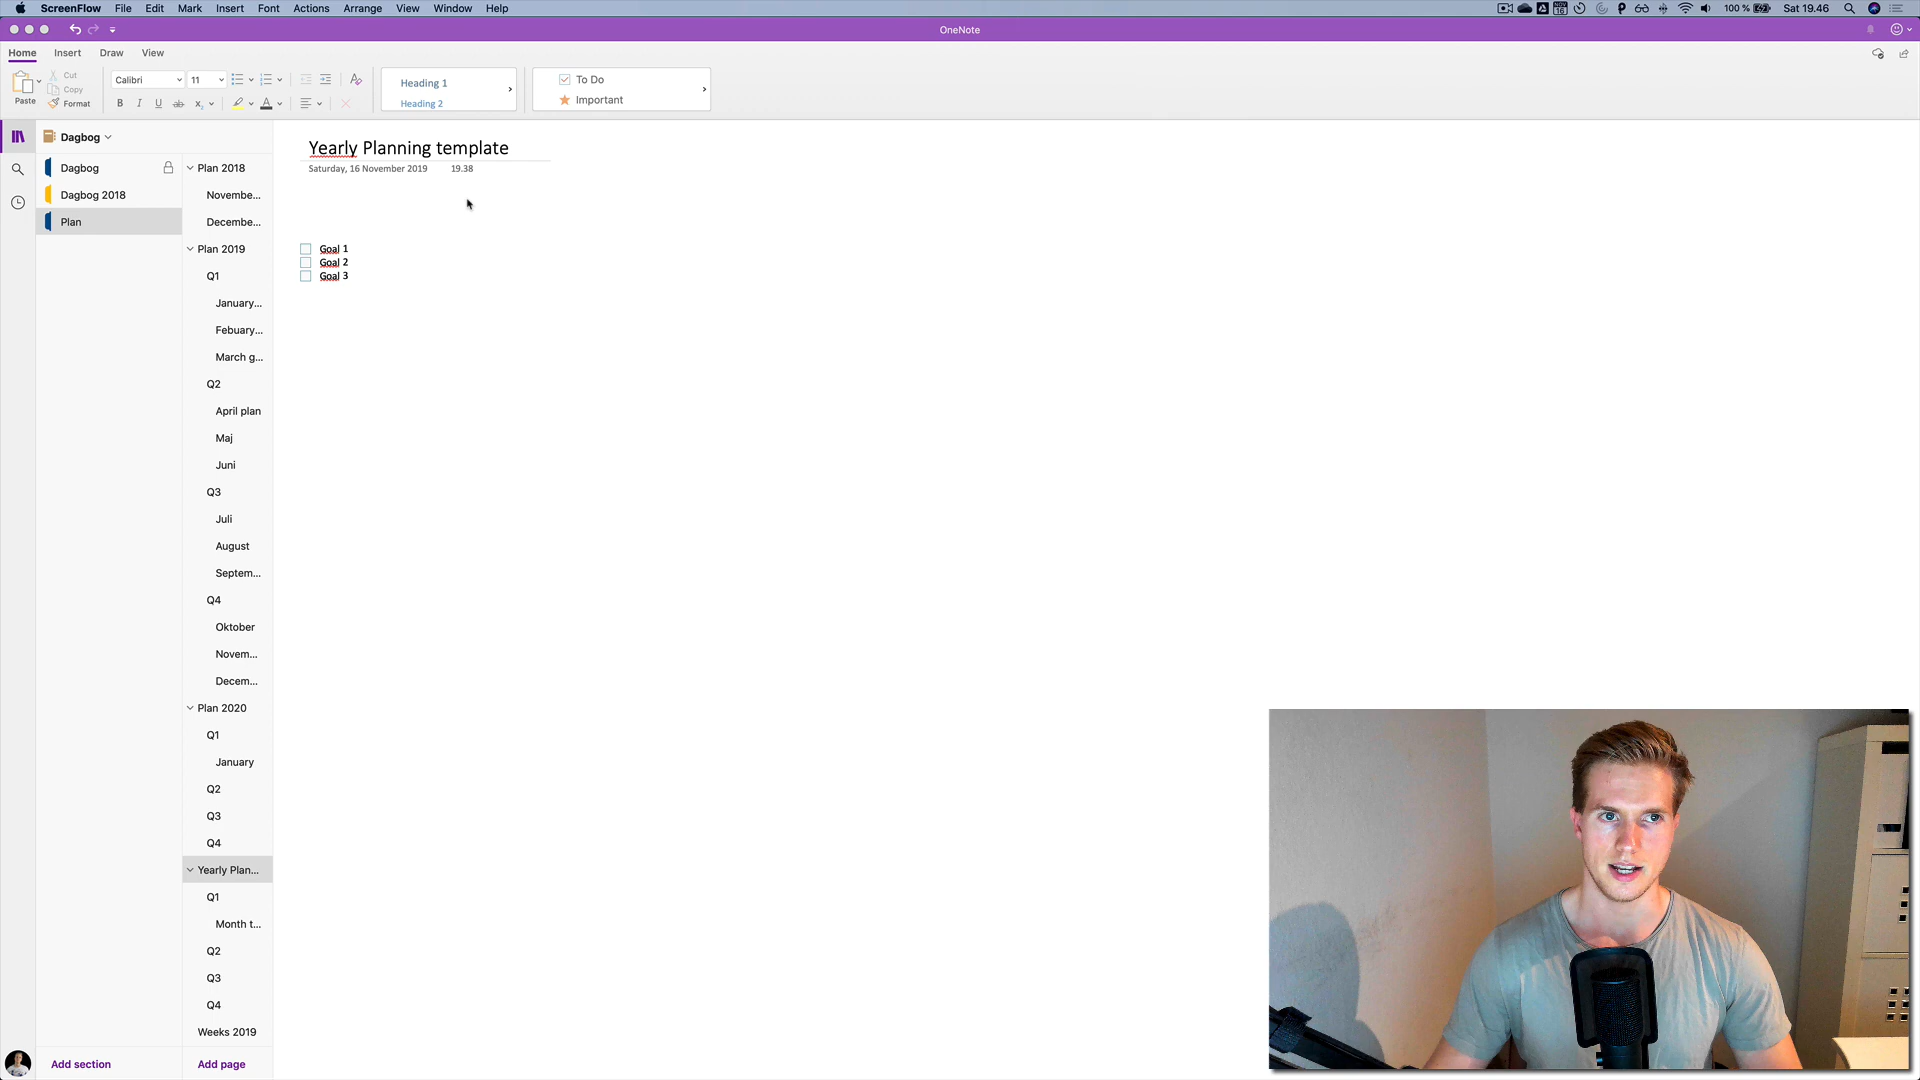 ScreenFlow File Edit Mark Insert Font Actions Arrange View Window Help
NOV 16 100 % Sat 19.46
OneNote
Home Insert Draw View
Paste
Cut
Copy
Format
Calibri 11
B I U ab X2 A
Heading 1
Heading 2
To Do
Important
Dagbog
Dagbog
Dagbog 2018
Plan
Plan 2018
Novembe...
Decembe...
Plan 2019
Q1
January...
Febuary...
March g...
Q2
April plan
Maj
Juni
Q3
Juli
August
Septem...
Q4
Oktober
Novem...
Decem...
Plan 2020
Q1
January
Q2
Q3
Q4
Yearly Plan...
Q1
Month t...
Q2
Q3
Q4
Weeks 2019
Add section
Add page
Yearly Planning template
Saturday, 16 November 2019 19.38
Goal 1
Goal 2
Goal 3